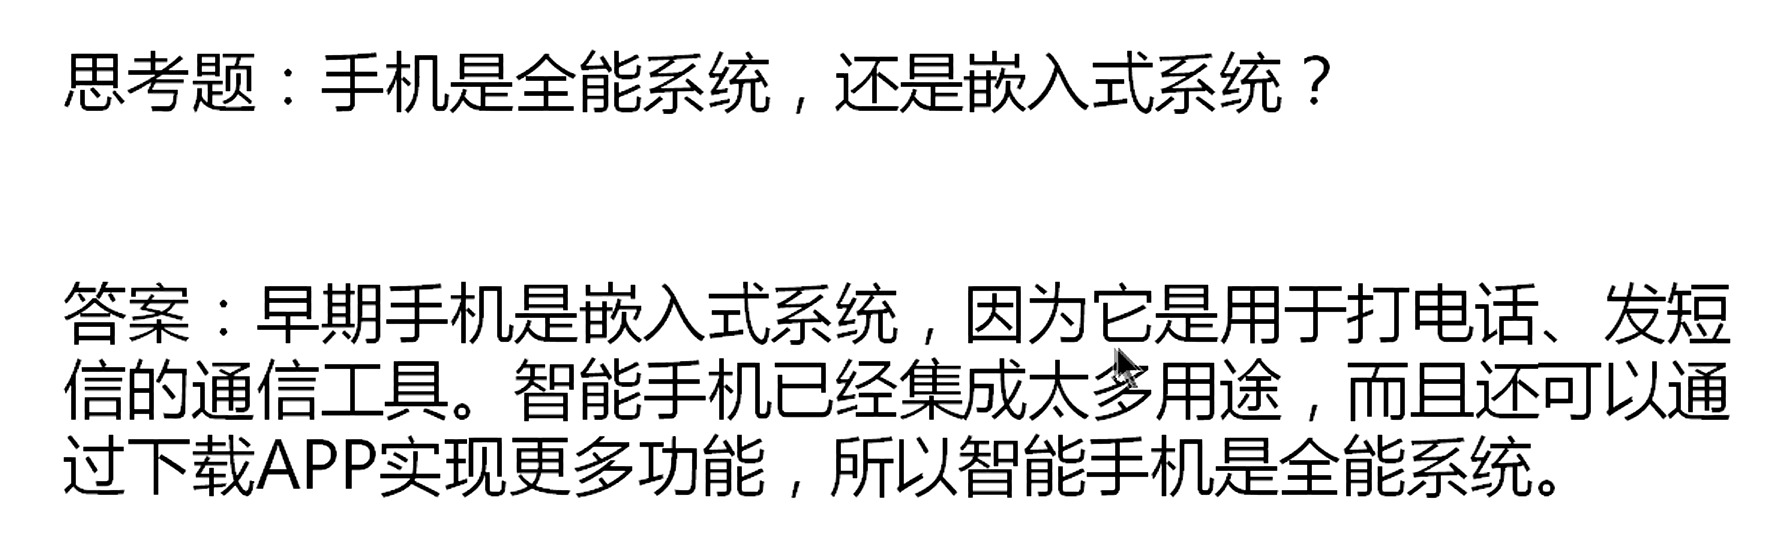 思考题：手机是全能系统，还是嵌入式系统？
答案：早期手机是嵌入式系统，因为它是用于打电话、发短
信的通信工具。智能手机已经集成太多用途，而且还可以通
过下载APP实现更多功能，所以智能手机是全能系统。